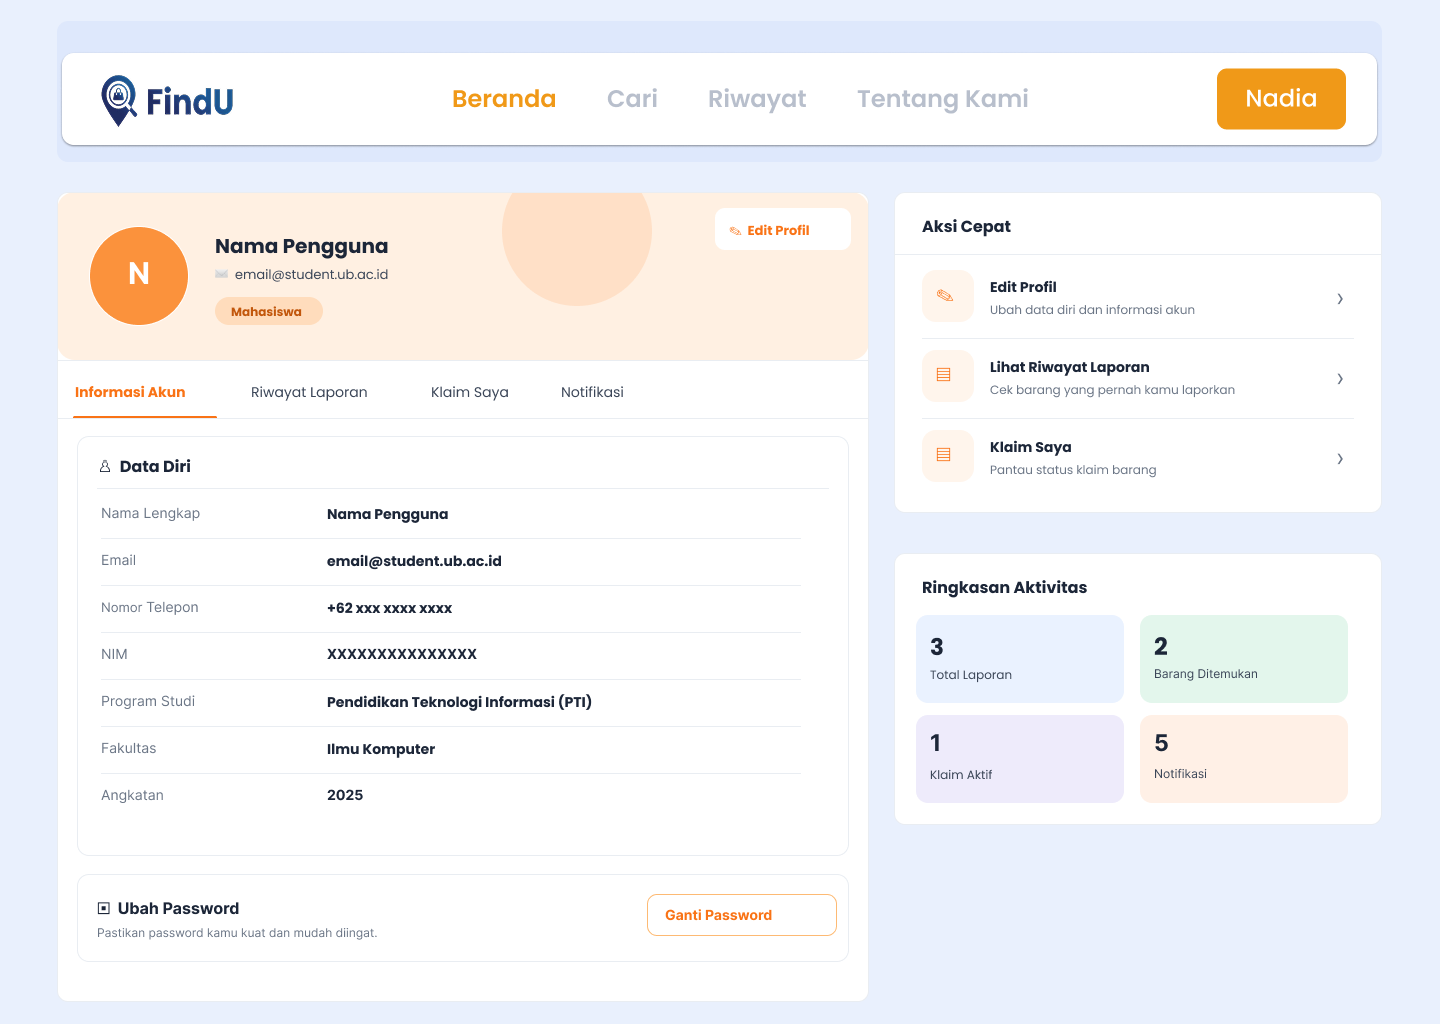 FindU
Beranda
Cari
Riwayat
Tentang Kami
Nadia
N
Nama Pengguna
email@student.ub.ac.id
Mahasiswa
Edit Profil
Informasi Akun
Riwayat Laporan
Klaim Saya
Notifikasi
Data Diri
Nama Lengkap
Nama Pengguna
Email
email@student.ub.ac.id
Nomor Telepon
+62 xxx xxxx xxxx
NIM
XXXXXXXXXXXXXXX
Program Studi
Pendidikan Teknologi Informasi (PTI)
Fakultas
Ilmu Komputer
Angkatan
2025
Ubah Password
Pastikan password kamu kuat dan mudah diingat.
Ganti Password
Aksi Cepat
Edit Profil
Ubah data diri dan informasi akun
Lihat Riwayat Laporan
Cek barang yang pernah kamu laporkan
Klaim Saya
Pantau status klaim barang
Ringkasan Aktivitas
3
Total Laporan
2
Barang Ditemukan
1
Klaim Aktif
5
Notifikasi